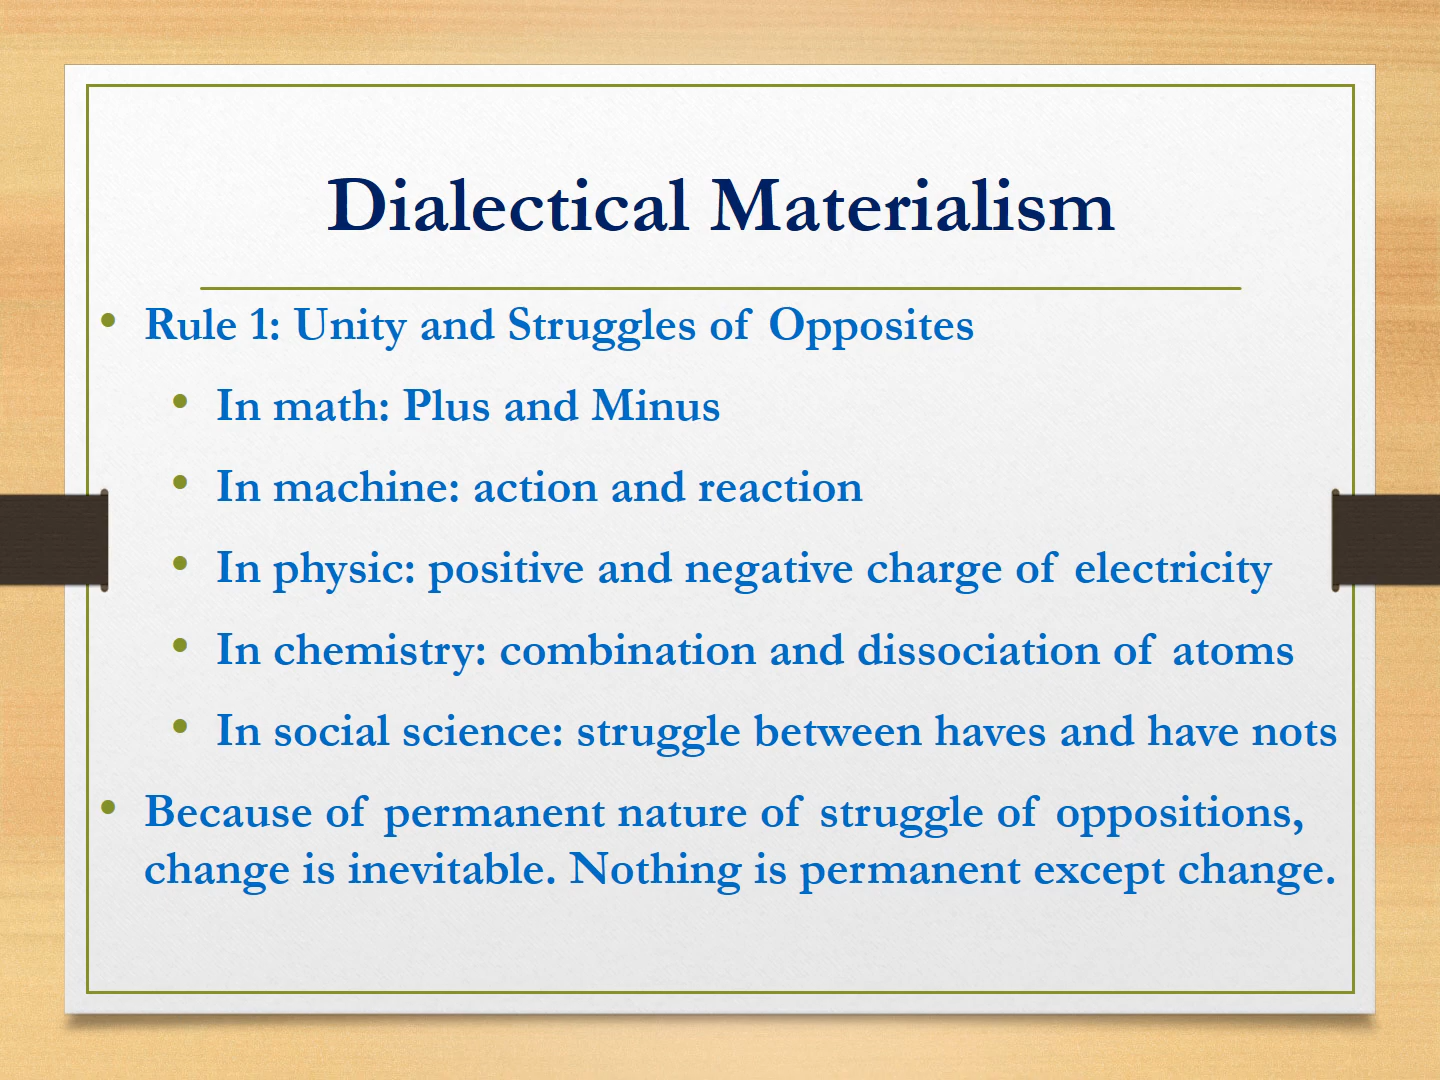 Dialectical Materialism
• Rule 1: Unity and Struggles of Opposites
• In math: Plus and Minus
• In machine: action and reaction
• In physic: positive and negative charge of electricity
• In chemistry: combination and dissociation of atoms
• In social science: struggle between haves and have nots
• Because of permanent nature of struggle of oppositions,
change is inevitable. Nothing is permanent except change.